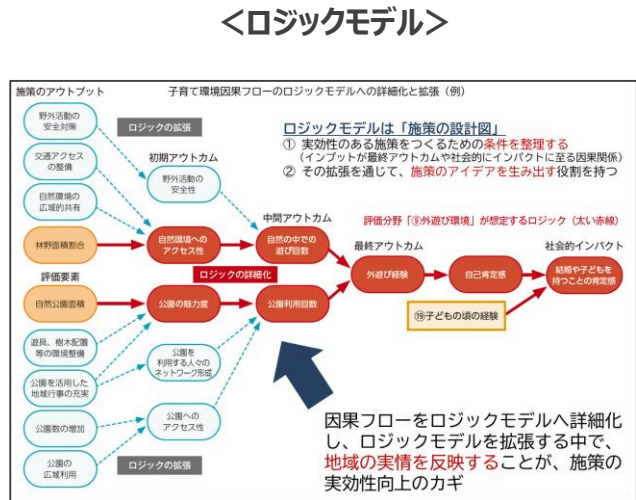 ＜ロジックモデル＞
施策のアウトプット
子育て環境因果フローのロジックモデルへの詳細化と拡張（例）
野外活動の
安全対策
ロジックの拡張
交通アクセス
の整備
自然環境の
広域的共有
初期アウトカム
野外活動の
安全性
ロジックモデルは「施策の設計図」
① 実効性のある施策をつくるための条件を整理する
（インプットが最終アウトカムや社会的にインパクトに至る因果関係）
② その拡張を通じて、施策のアイデアを生み出す役割を持つ
中間アウトカム
評価分野「⑨外遊び環境」が想定するロジック（太い赤線）
林野面積割合
自然環境への
アクセス性
自然の中での
遊び回数
最終アウトカム
社会的インパクト
評価要素
ロジックの詳細化
外遊び経験
自己肯定感
結婚や子どもを
持つことの肯定感
自然公園面積
公園の魅力度
公園利用回数
⑲子どもの頃の経験
遊具、樹木配置
等の環境整備
公園を
利用する人々の
ネットワーク形成
公園を活用した
地域行事の充実
公園数の増加
公園への
アクセス性
公園の
広域利用
ロジックの拡張
因果フローをロジックモデルへ詳細化
し、ロジックモデルを拡張する中で、
地域の実情を反映することが、施策の
実効性向上のカギ